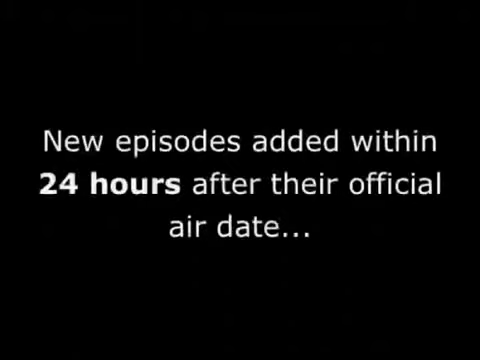 New episodes added within
24 hours after their official
air date...